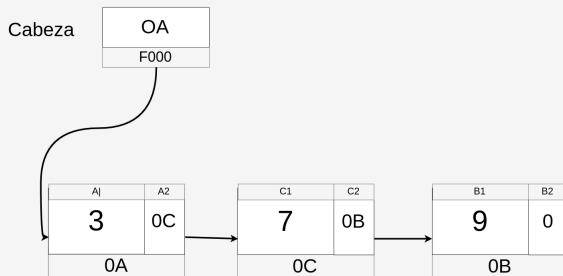 Cabeza
OA
F000
A| A2 C1 C2 B1 B2
3 0C 7 0B 9 0
0A 0C 0B